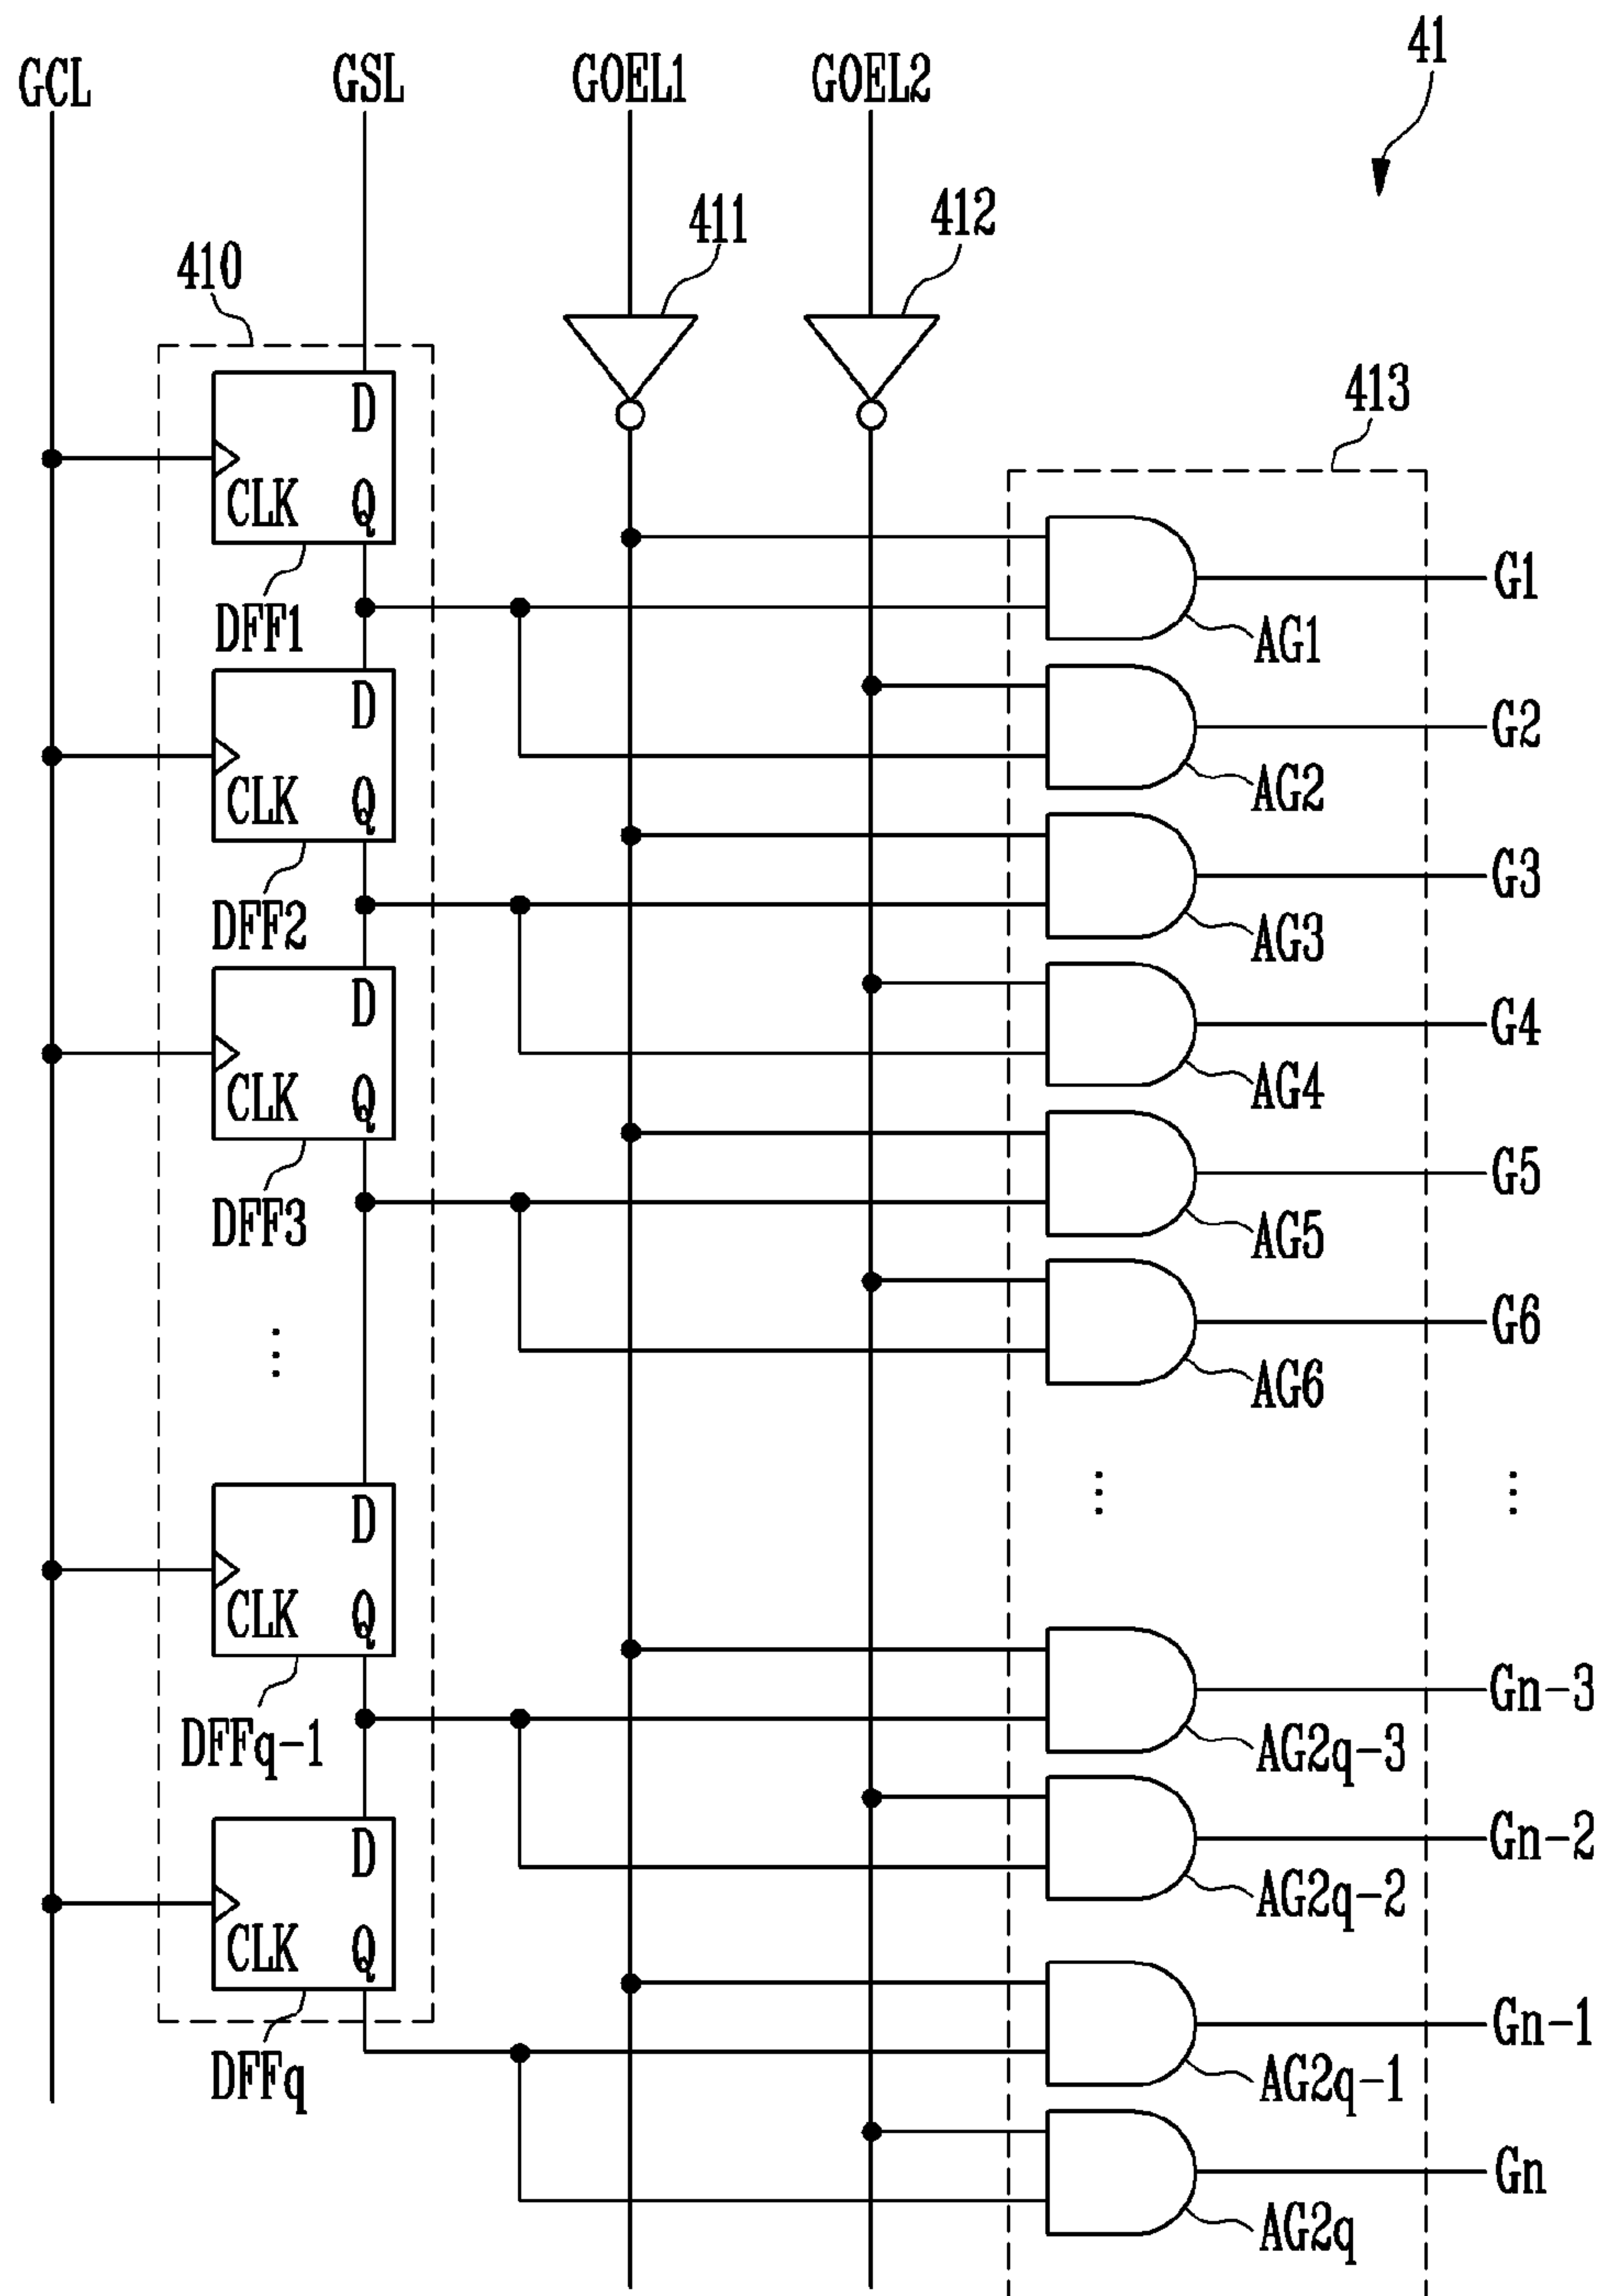 41
GCL GSL GOEL1 GOEL2
411 412
410
413
D
CLK Q
DFF1
G1
AG1
D
CLK Q
DFF2
G2
AG2
G3
AG3
D
CLK Q
DFF3
G4
AG4
G5
AG5
G6
AG6
⋮
⋮ ⋮
D
CLK Q
DFFq-1
Gn-3
AG2q-3
D
CLK Q
DFFq
Gn-2
AG2q-2
Gn-1
AG2q-1
Gn
AG2q